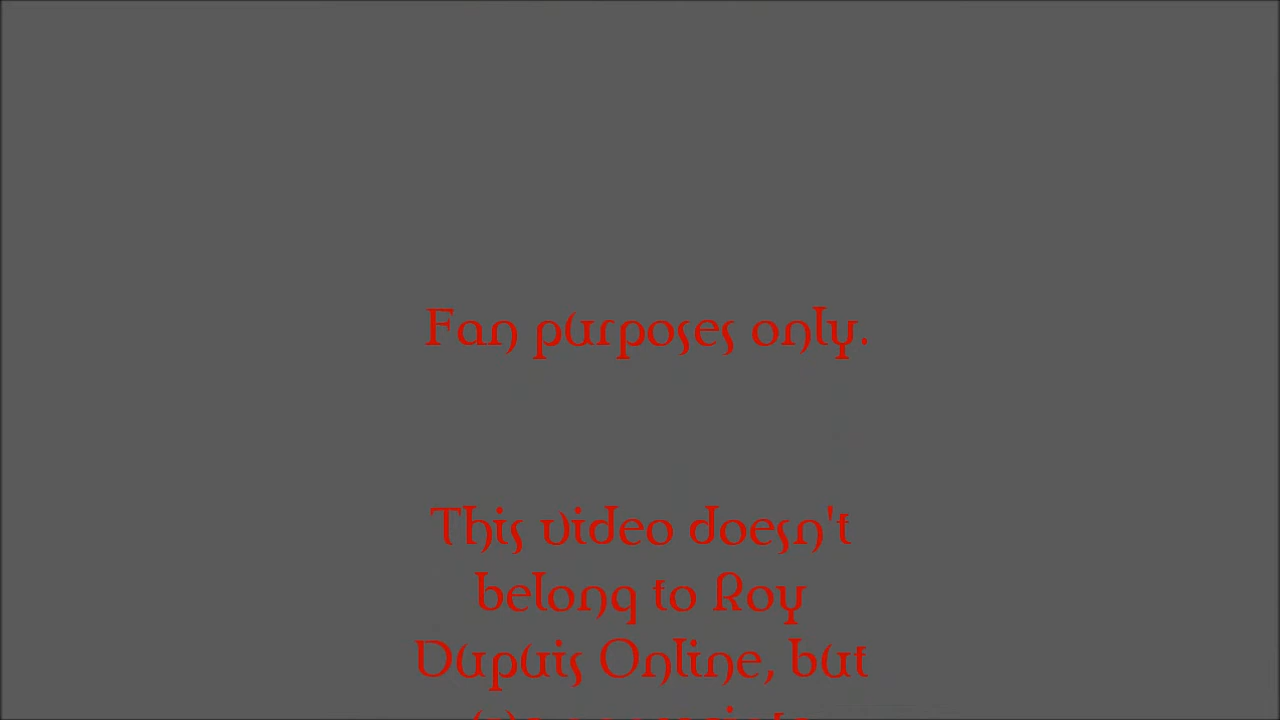 Fan purposes only.
This video doesn't
belong to Roy
Dupuis Online, but